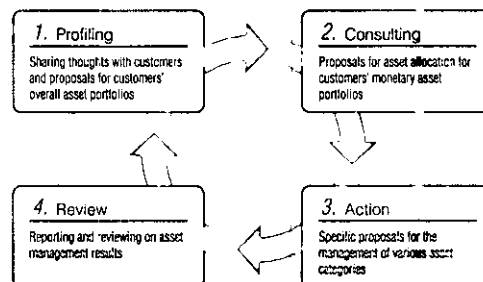 1. Profiling
Sharing thoughts with customers
and proposals for customers'
overall asset portfolios
2. Consulting
Proposals for asset allocation for
customers' monetary asset
portfolios
3. Action
Specific proposals for the
management of various asset
categories
4. Review
Reporting and reviewing on asset
management results